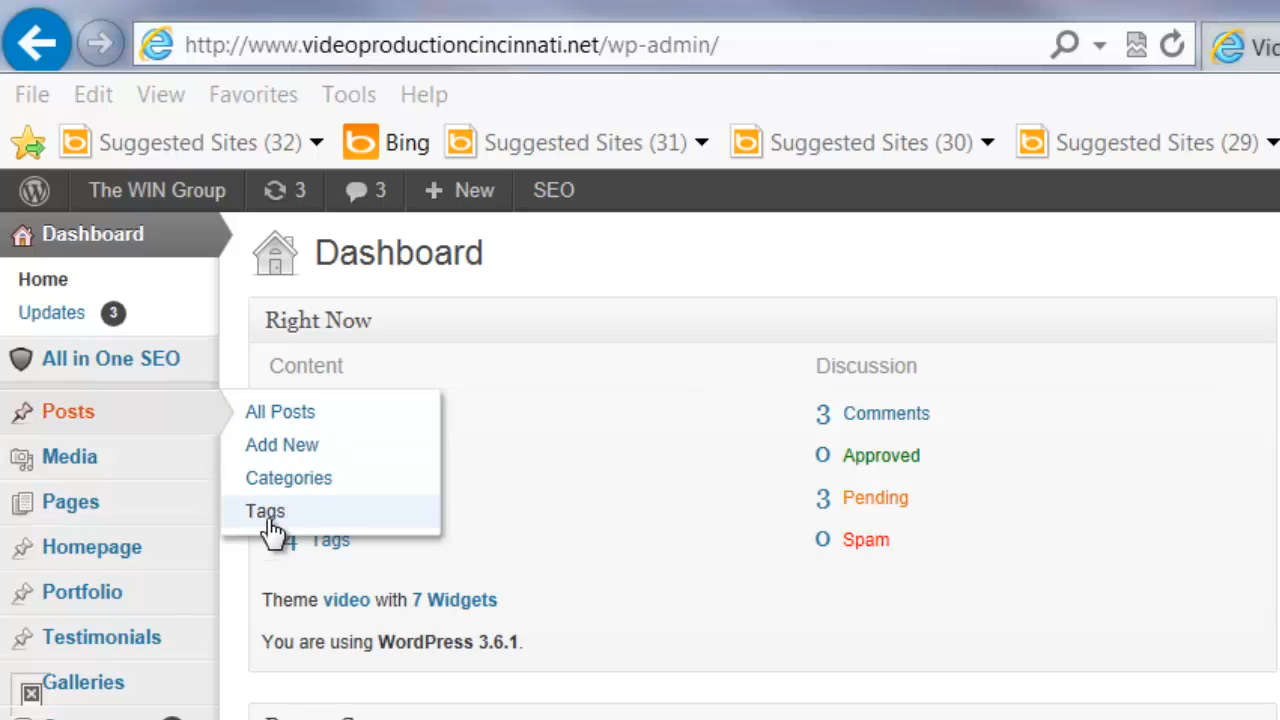 http://www.videoproductioncincinnati.net/wp-admin/
Vic
File Edit View Favorites Tools Help
Suggested Sites (32) Bing Suggested Sites (31) Suggested Sites (30) Suggested Sites (29)
The WIN Group 3 3 + New SEO
Dashboard
Home
Updates 3
All in One SEO
Posts
Media
Pages
Homepage
Portfolio
Testimonials
Galleries
All Posts
Add New
Categories
Tags
Dashboard
Right Now
Content
Discussion
3 Comments
0 Approved
3 Pending
0 Spam
Tags
Theme video with 7 Widgets
You are using WordPress 3.6.1.